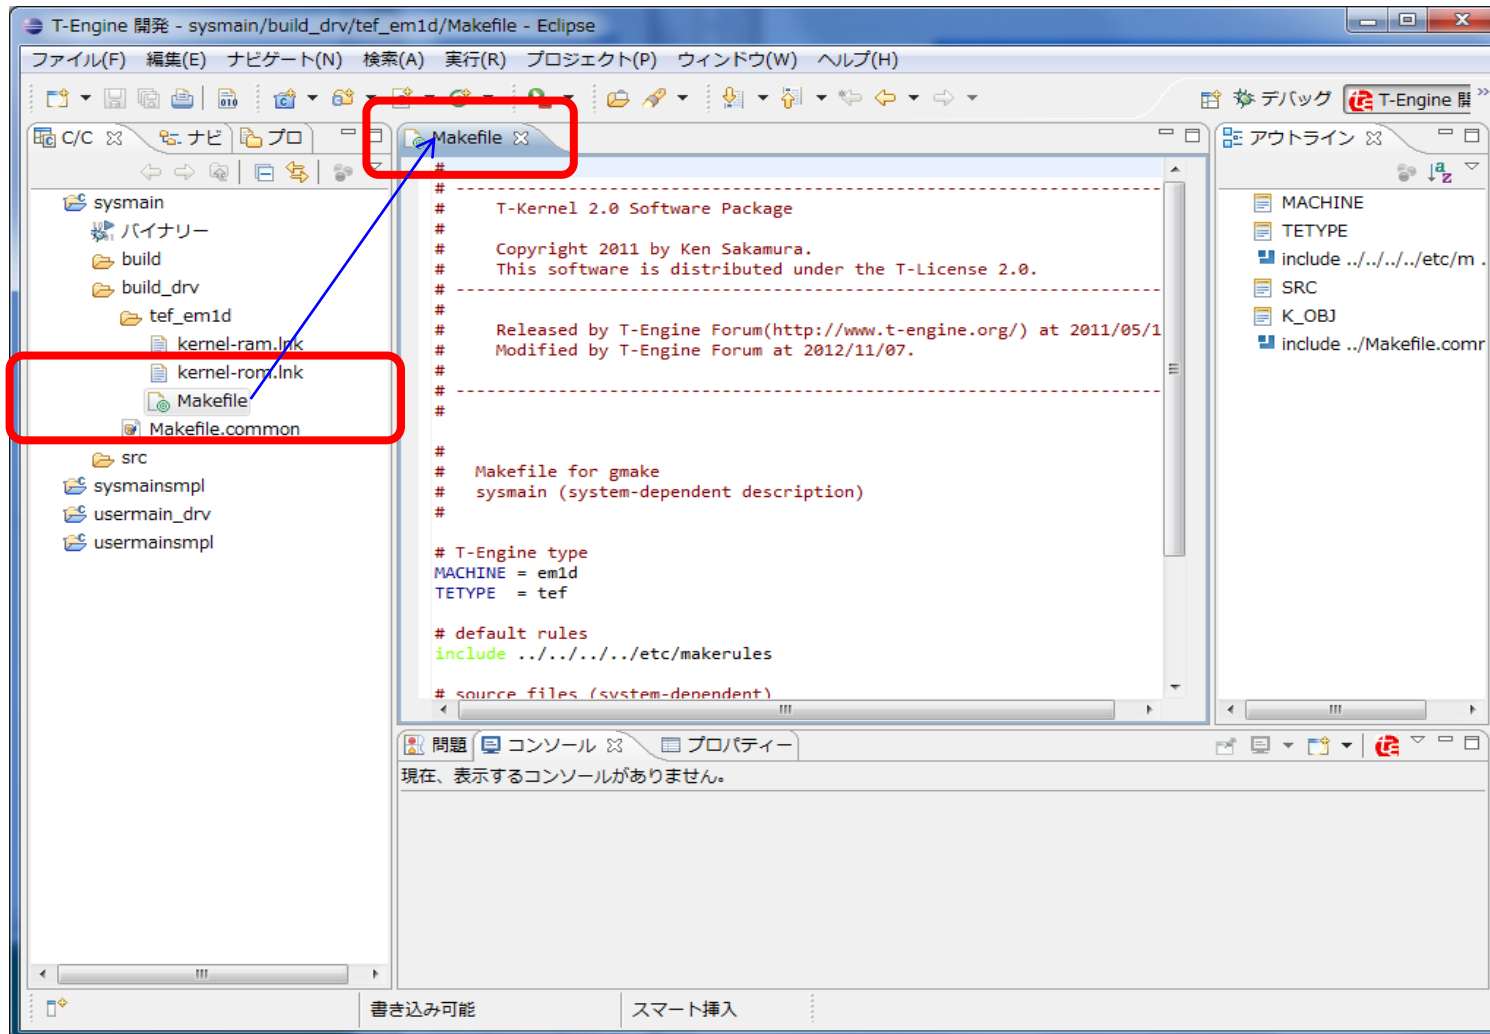 T-Engine 開発 - sysmain/build_drv/tef_em1d/Makefile - Eclipse
ファイル(F) 編集(E) ナビゲート(N) 検索(A) 実行(R) プロジェクト(P) ウィンドウ(W) ヘルプ(H)
デバッグ T-Engine 開
C/C ナビ プロ
sysmain
バイナリー
build
build_drv
tef_em1d
kernel-ram.lnk
kernel-rom.lnk
Makefile
Makefile.common
src
sysmainsmpl
usermain_drv
usermainsmpl
Makefile
#
# ----------------------------------------------------------------------
#     T-Kernel 2.0 Software Package
#
#     Copyright 2011 by Ken Sakamura.
#     This software is distributed under the T-License 2.0.
# ----------------------------------------------------------------------
#
#     Released by T-Engine Forum(http://www.t-engine.org/) at 2011/05/1
#     Modified by T-Engine Forum at 2012/11/07.
#
# ----------------------------------------------------------------------
#
#
#   Makefile for gmake
#   sysmain (system-dependent description)
#
# T-Engine type
MACHINE = em1d
TETYPE  = tef
# default rules
include ../../../../etc/makerules
# source files (system-dependent)
アウトライン
MACHINE
TETYPE
include ../../../../etc/m .
SRC
K_OBJ
include ../Makefile.comr
問題 コンソール プロパティー
現在、表示するコンソールがありません。
書き込み可能 スマート挿入